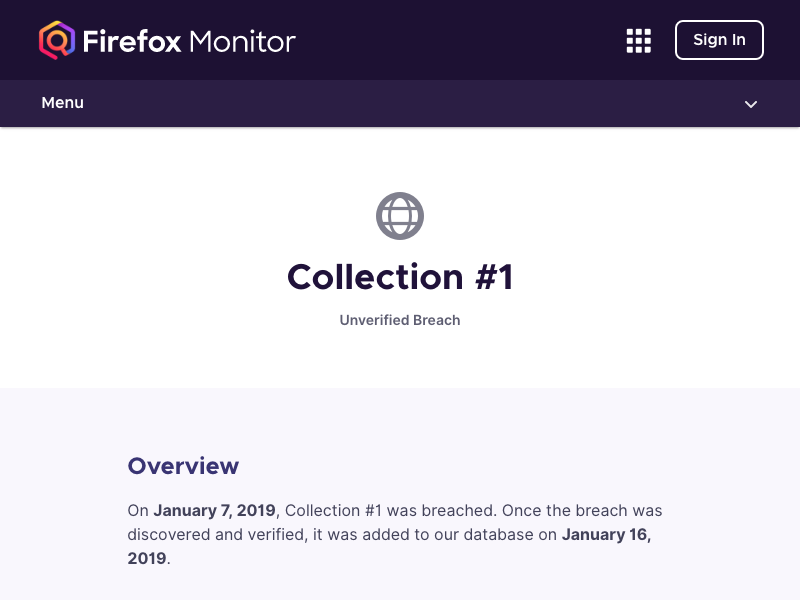 Firefox Monitor
Sign In
Menu
Collection #1
Unverified Breach
Overview
On January 7, 2019, Collection #1 was breached. Once the breach was
discovered and verified, it was added to our database on January 16,
2019.